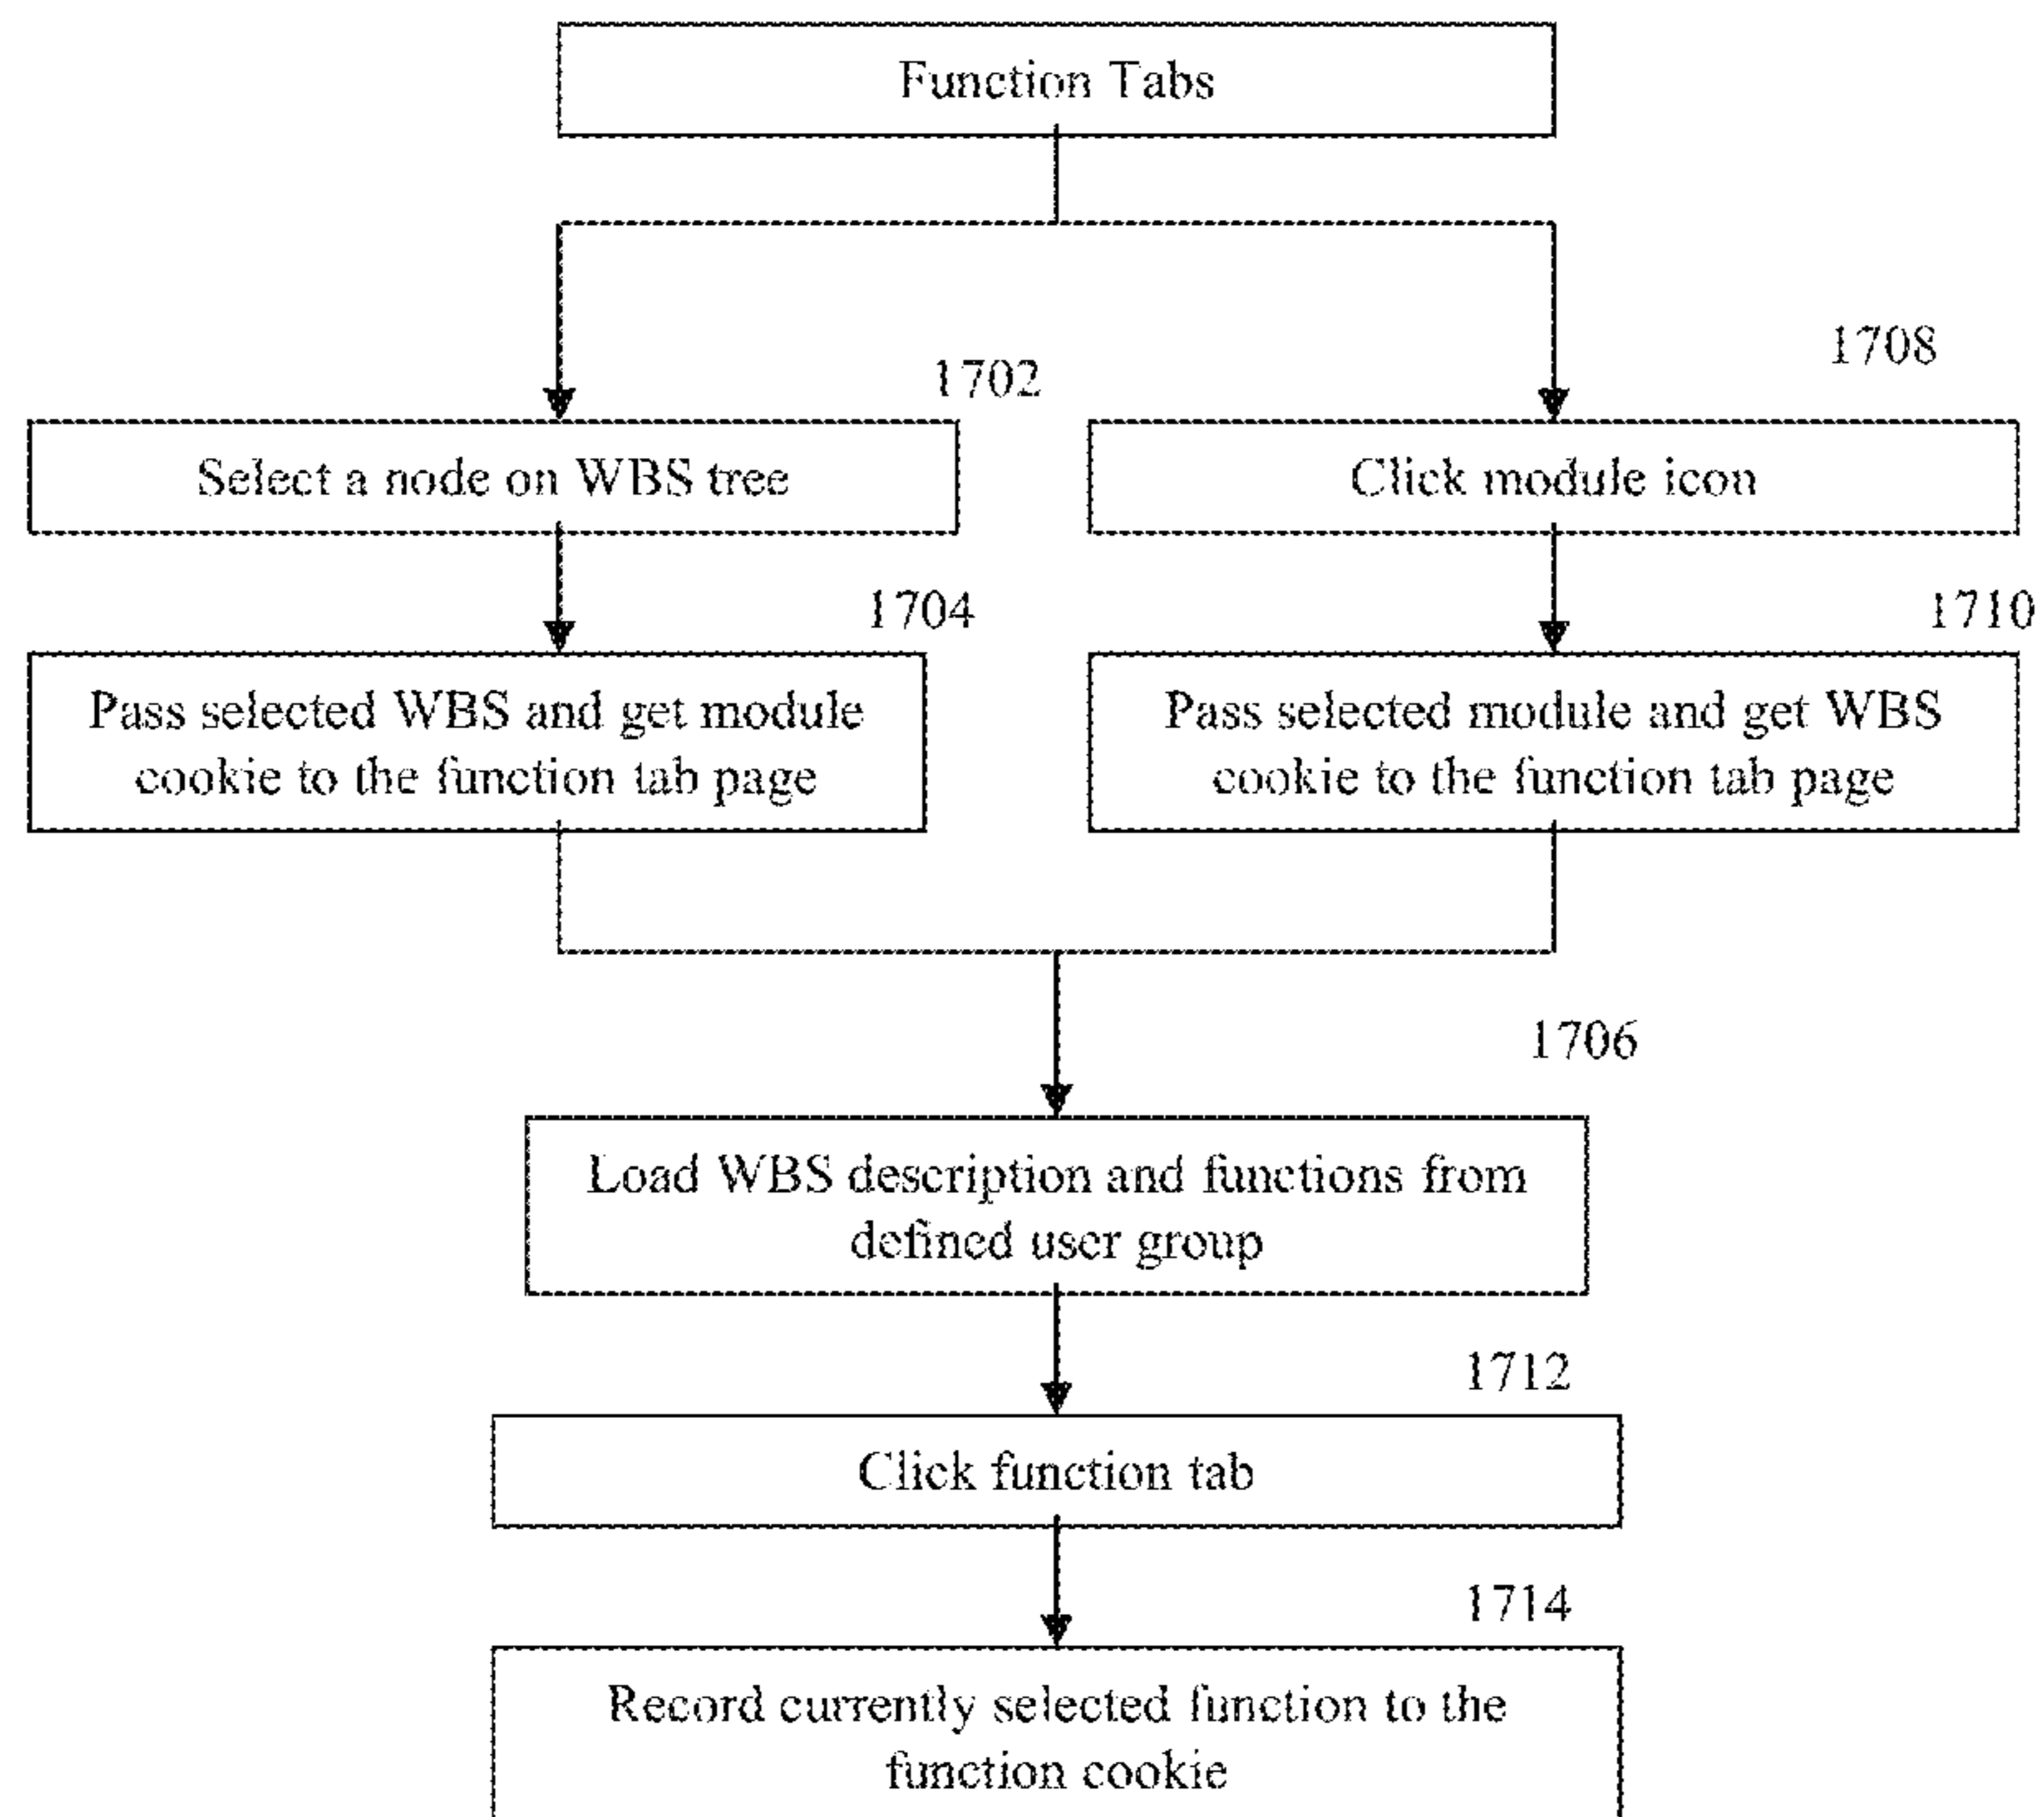 Function Tabs
1708
1702
Select a node on WBS tree
Click module icon
1704
1710
Pass selected WBS and get module
cookie to the function tab page
Pass selected module and get WBS
cookie to the function tab page
1706
Load WBS description and functions from
defined user group
1712
Click function tab
1714
Record currently selected function to the
function cookie